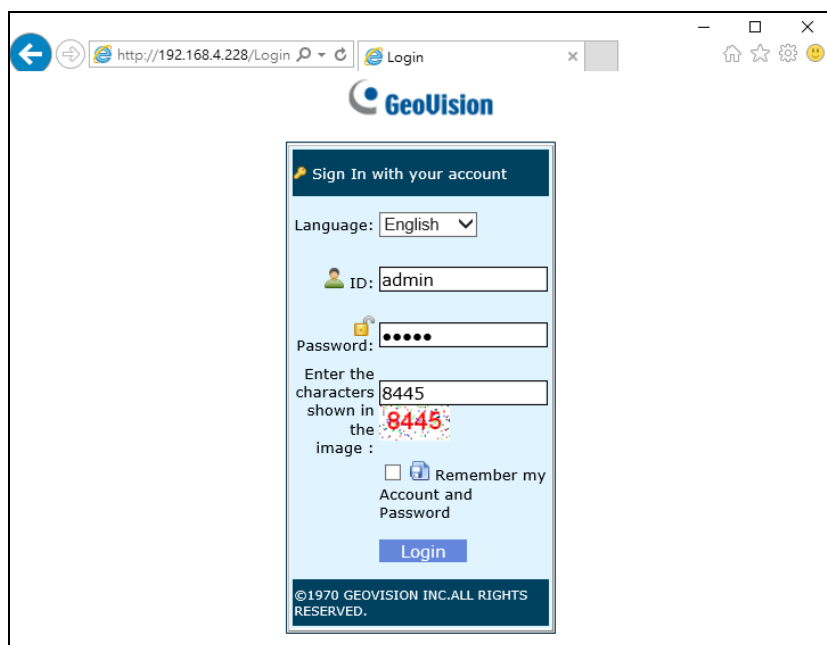 http://192.168.4.228/Login
Login
GeoVision
Sign In with your account
Language: English
ID: admin
Password: •••••
Enter the
characters
shown in
the
image :
8445
8445
Remember my
Account and
Password
Login
©1970 GEOVISION INC.ALL RIGHTS
RESERVED.